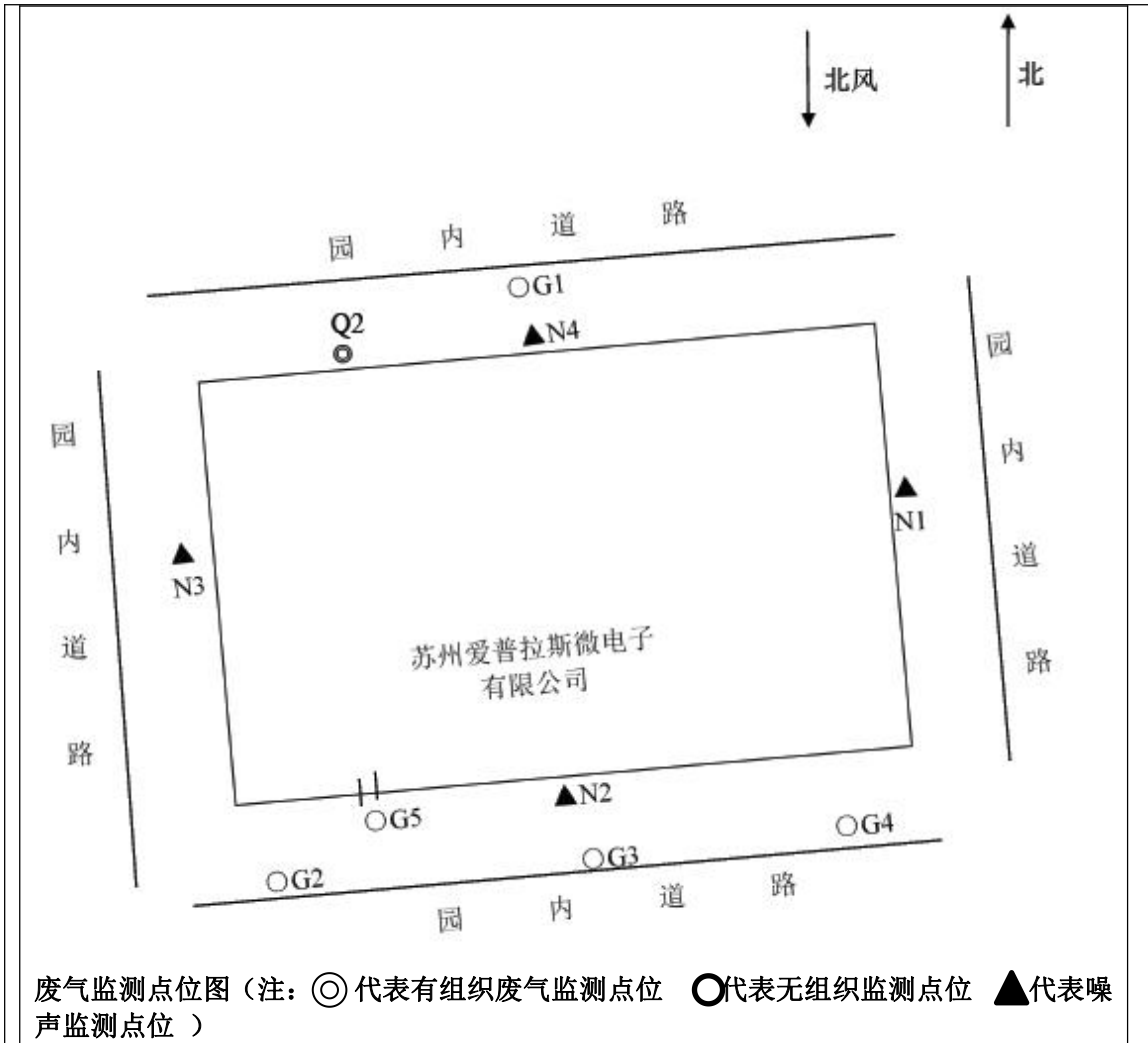 北风
北
园内道路
G1
Q2
N4
园内道路
园内道路
N1
N3
苏州爱普拉斯微电子
有限公司
N2
G5
G4
G3
G2
园内道路
废气监测点位图（注：◎代表有组织废气监测点位 ○代表无组织监测点位 ▲代表噪
声监测点位 ）